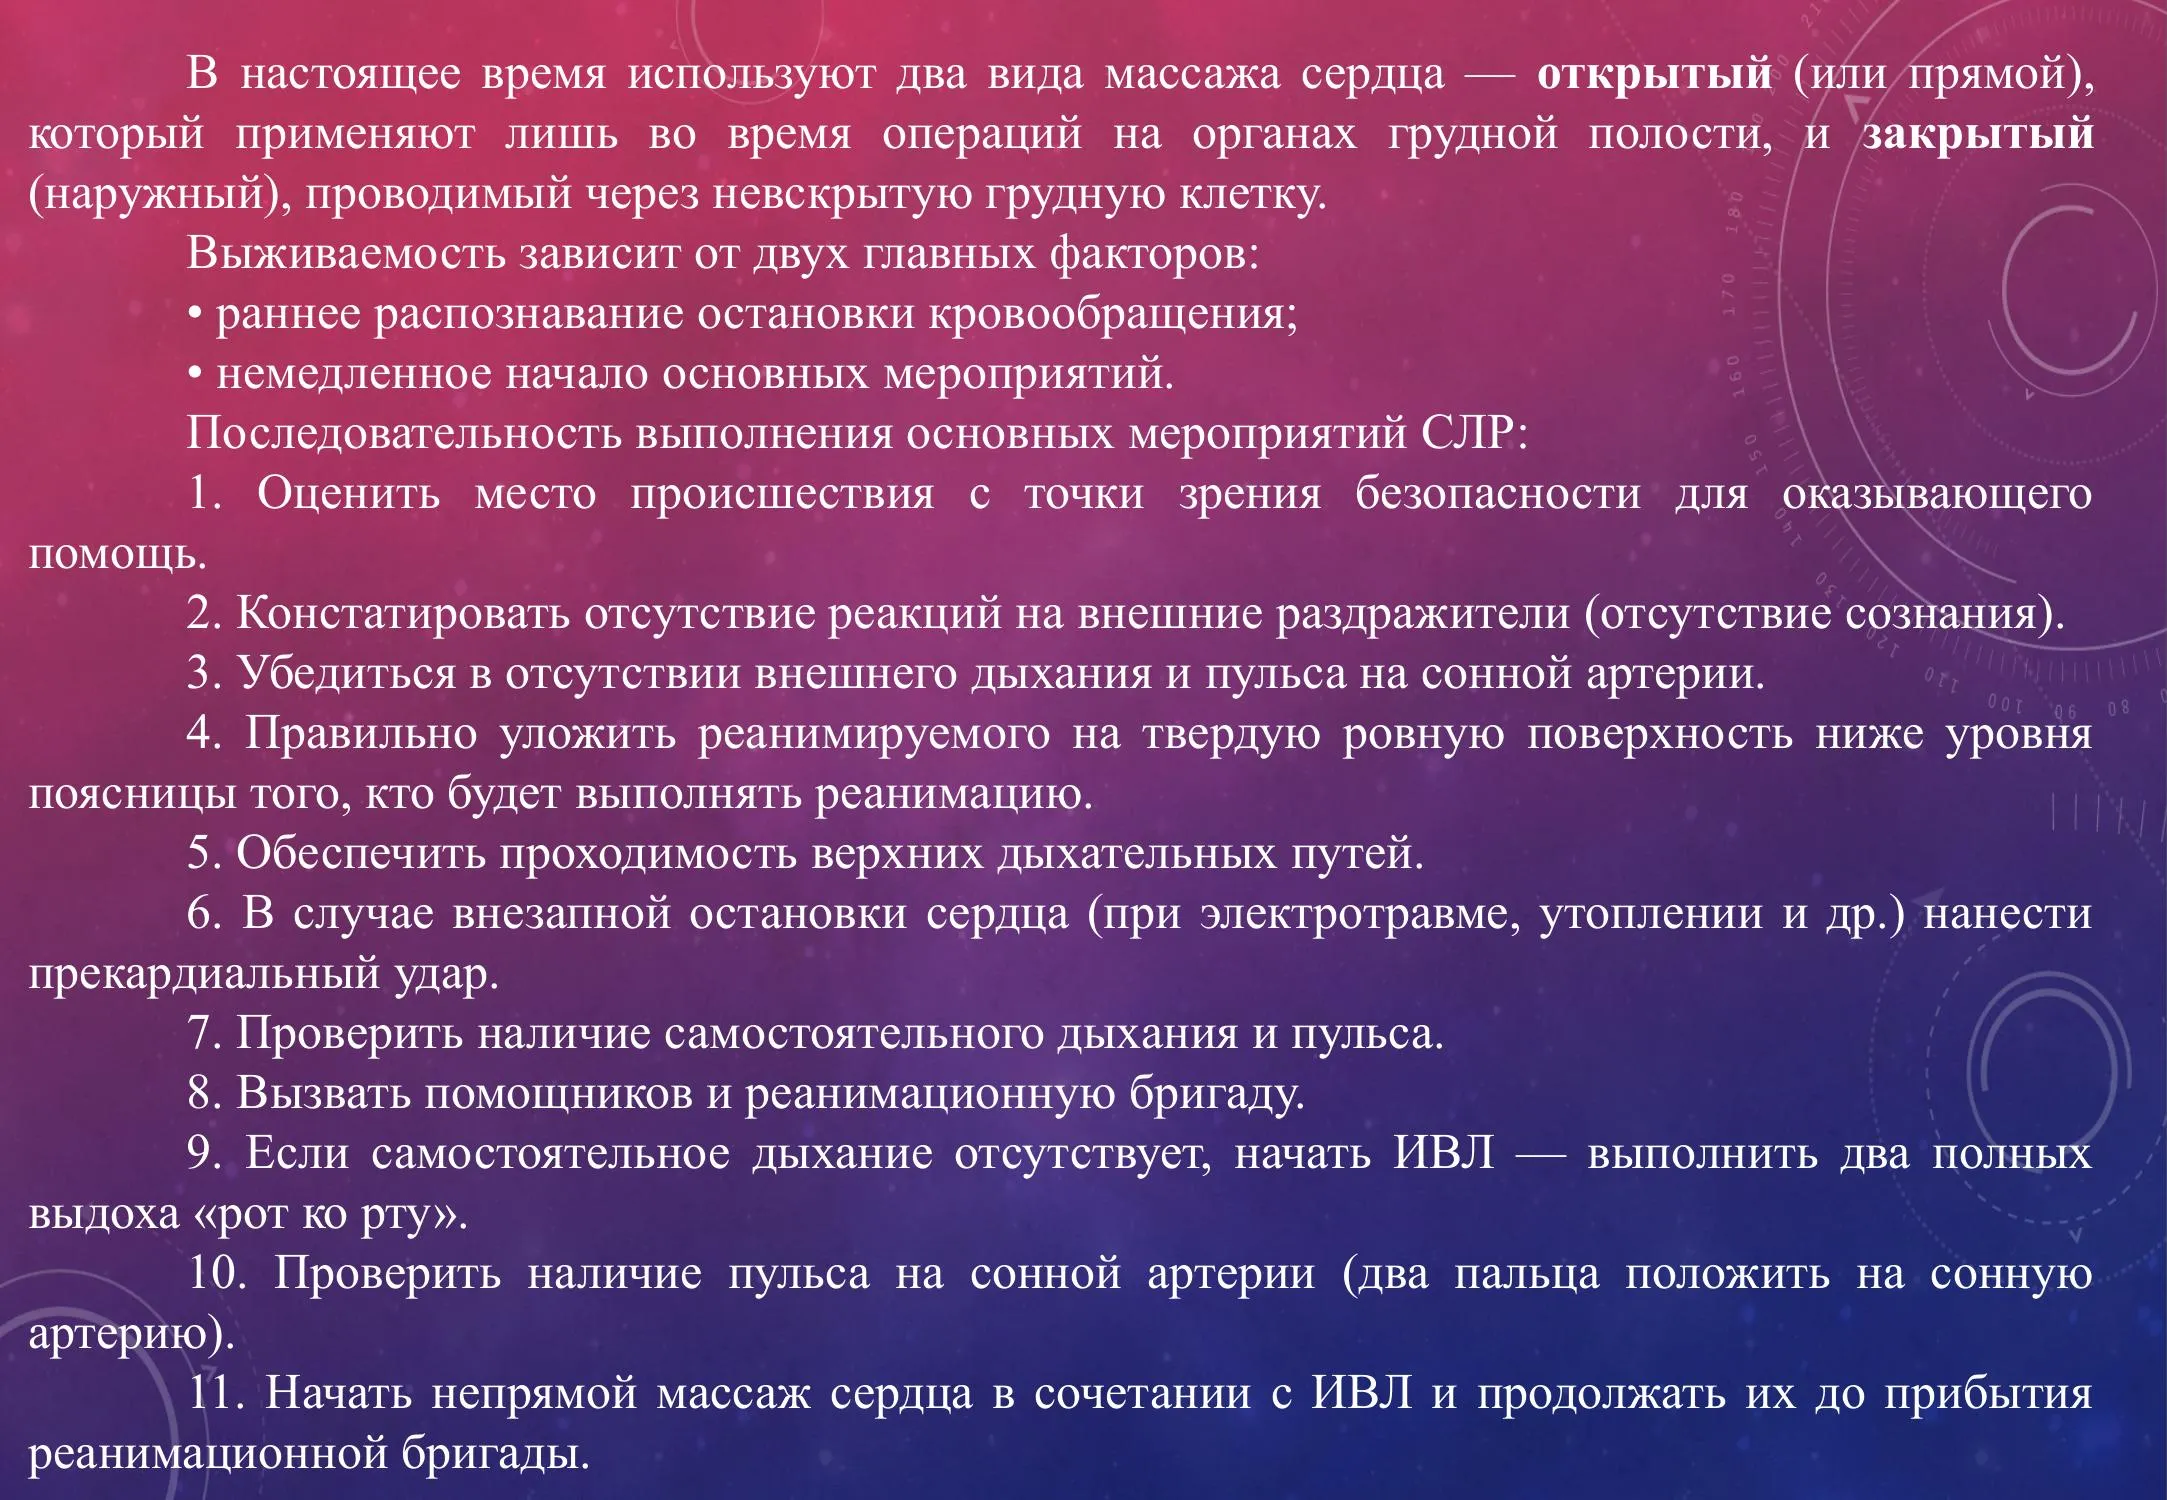 В настоящее время используют два вида массажа сердца — открытый (или прямой),
который применяют лишь во время операций на органах грудной полости, и закрытый
(наружный), проводимый через невскрытую грудную клетку.
Выживаемость зависит от двух главных факторов:
• раннее распознавание остановки кровообращения;
• немедленное начало основных мероприятий.
Последовательность выполнения основных мероприятий СЛР:
1. Оценить место происшествия с точки зрения безопасности для оказывающего
помощь.
2. Констатировать отсутствие реакций на внешние раздражители (отсутствие сознания).
3. Убедиться в отсутствии внешнего дыхания и пульса на сонной артерии.
4. Правильно уложить реанимируемого на твердую ровную поверхность ниже уровня
поясницы того, кто будет выполнять реанимацию.
5. Обеспечить проходимость верхних дыхательных путей.
6. В случае внезапной остановки сердца (при электротравме, утоплении и др.) нанести
прекардиальный удар.
7. Проверить наличие самостоятельного дыхания и пульса.
8. Вызвать помощников и реанимационную бригаду.
9. Если самостоятельное дыхание отсутствует, начать ИВЛ — выполнить два полных
выдоха «рот ко рту».
10. Проверить наличие пульса на сонной артерии (два пальца положить на сонную
артерию).
11. Начать непрямой массаж сердца в сочетании с ИВЛ и продолжать их до прибытия
реанимационной бригады.